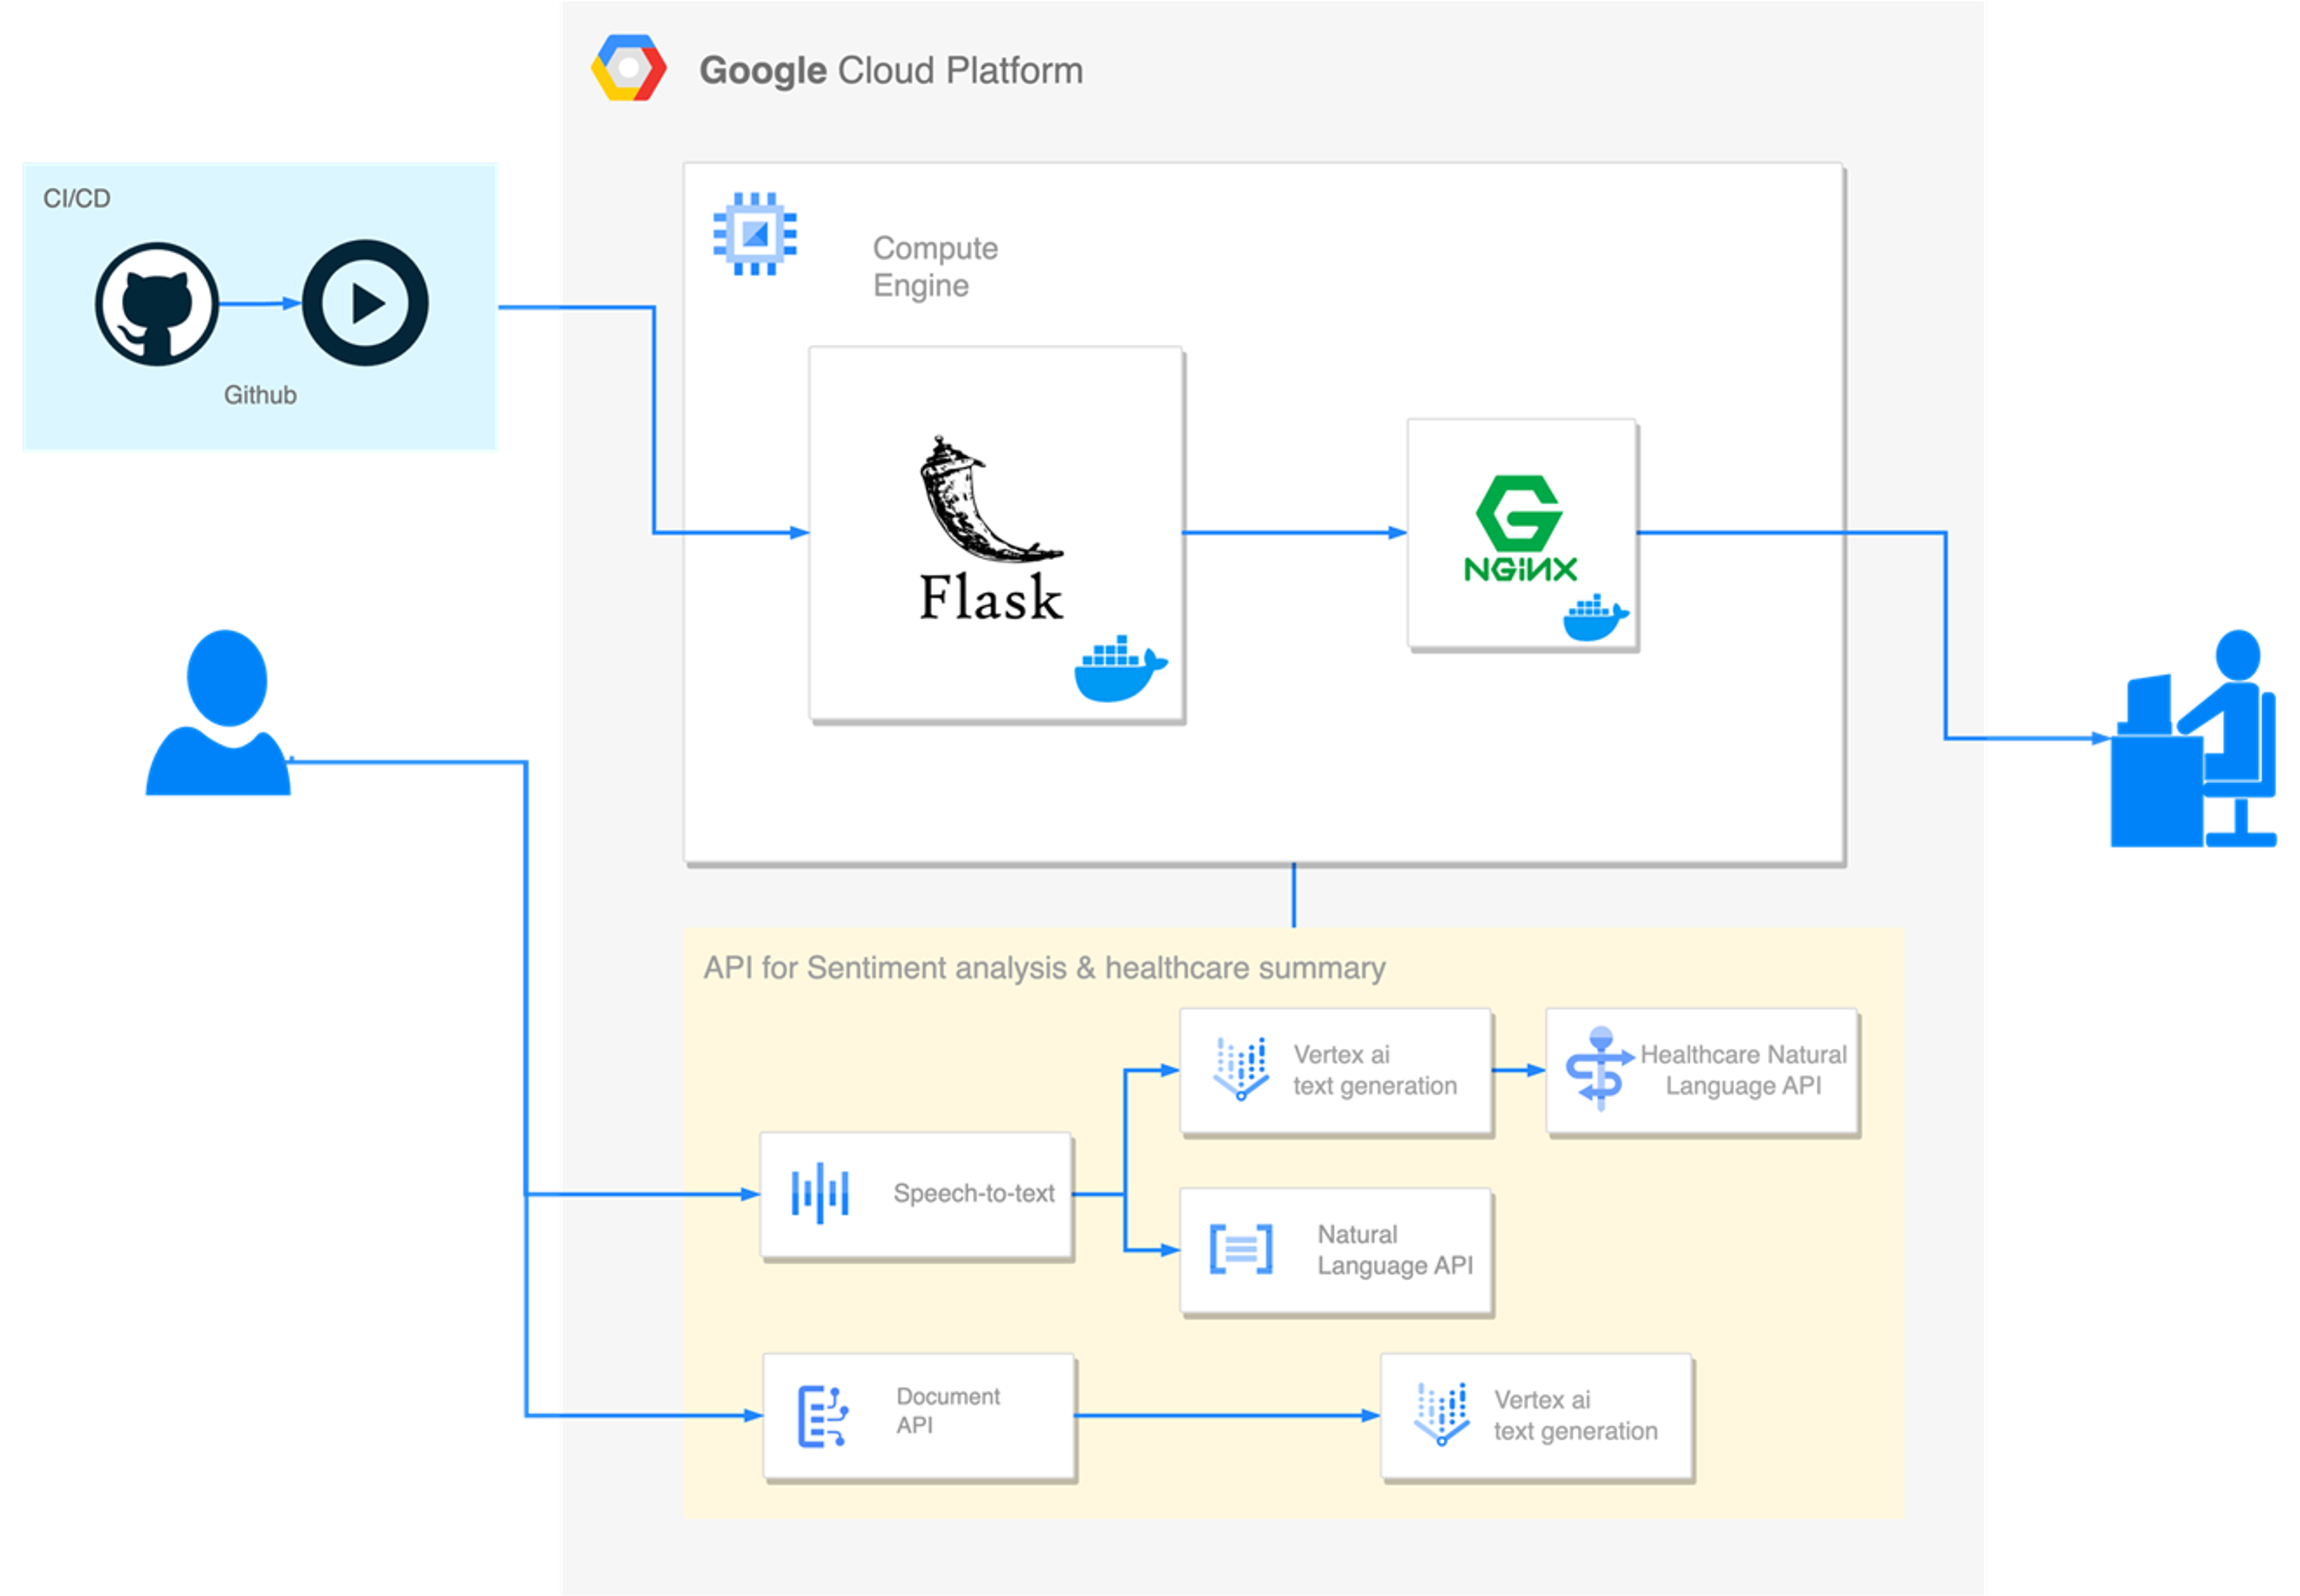 Google Cloud Platform
CI/CD
Github
Compute
Engine
Flask
NGiNX
API for Sentiment analysis & healthcare summary
Vertex ai
text generation
Healthcare Natural
Language API
Speech-to-text
Natural
Language API
Document
API
Vertex ai
text generation